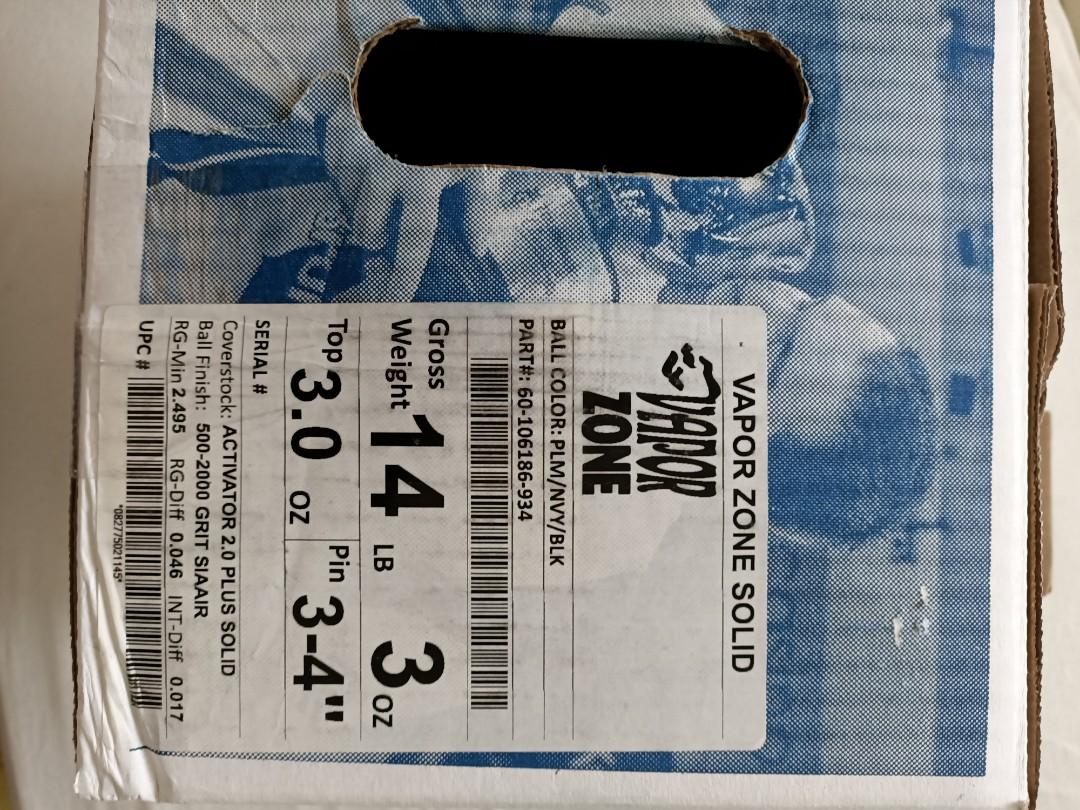 VAPOR ZONE SOLID
VAPOR
ZONE
BALL COLOR: PLM/NVY/BLK
PART#: 60-106186-934
Gross
Weight 14 LB 3 OZ
Top 3.0 OZ Pin 3-4"
SERIAL #
Coverstock: ACTIVATOR 2.0 PLUS SOLID
Ball Finish: 500-2000 GRIT SIAAIR
RG-Min 2.495 RG-Diff 0.046 INT-Diff 0.017
UPC #
*082775021145*